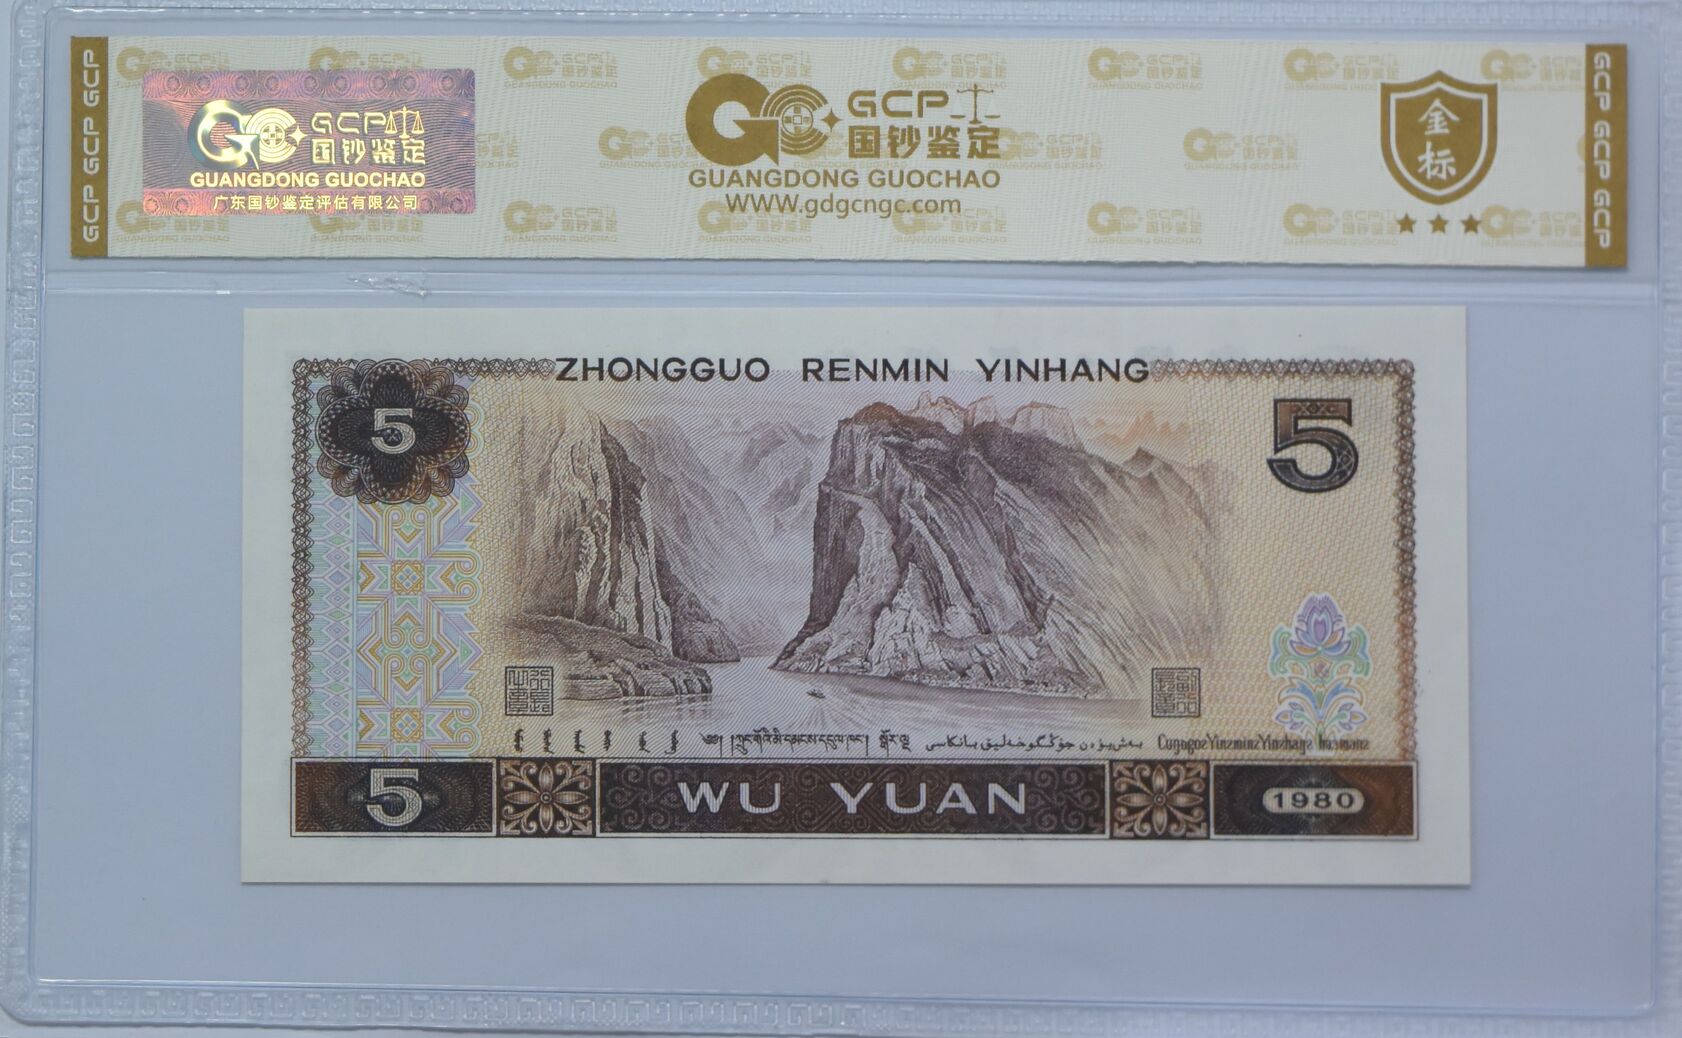 GCP GCP GCP
GCP 国钞鉴定
GUANGDONG GUOCHAO
广东国钞鉴定评估有限公司
GCP
国钞鉴定
GUANGDONG GUOCHAO
www.gdgcngc.com
金标
GCP GCP GCP
ZHONGGUO RENMIN YINHANG
5
5
5
WU YUAN
1980